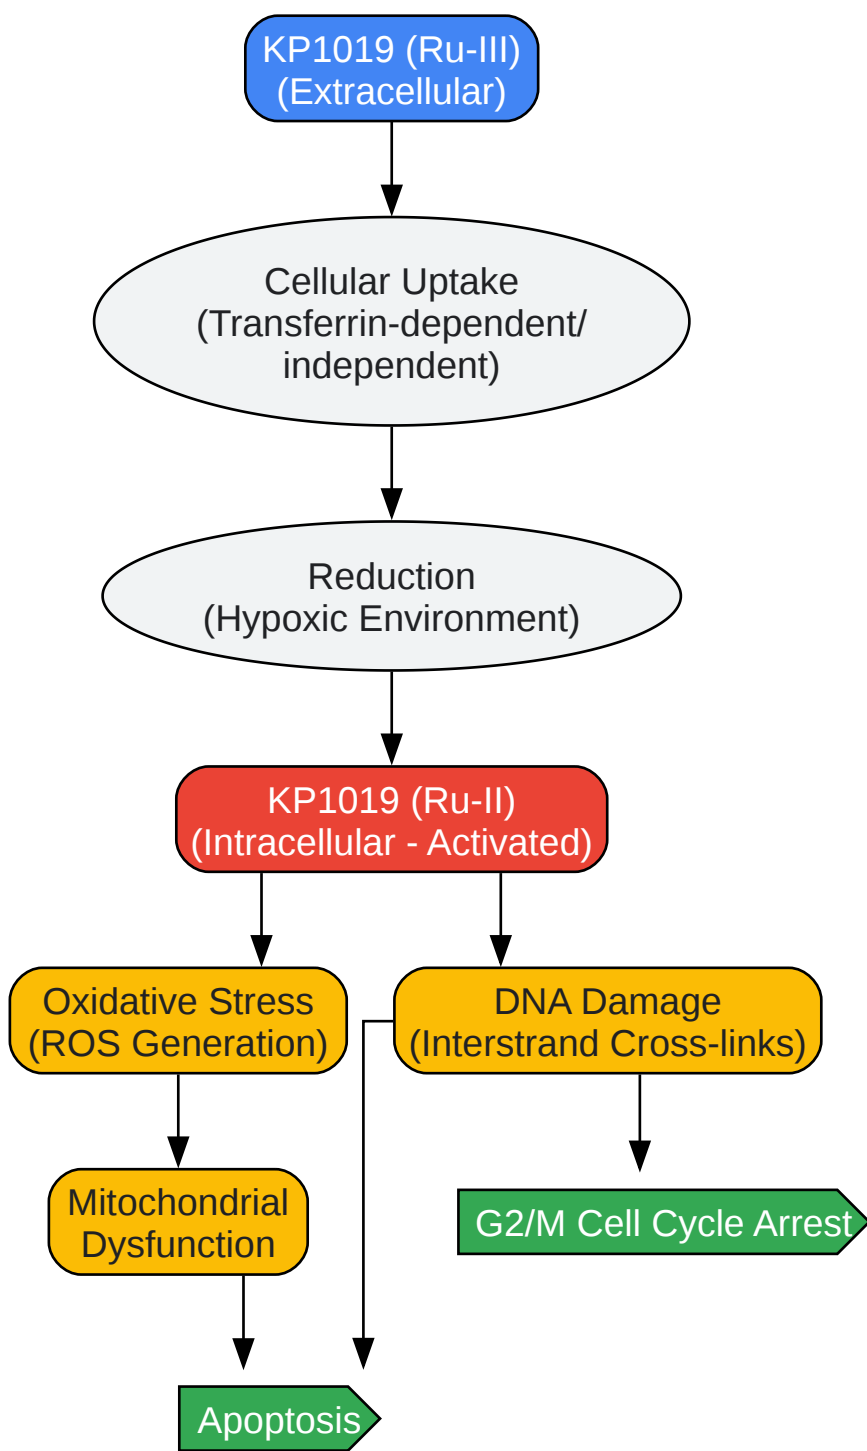 KP1019 (Ru-III)
(Extracellular)
Cellular Uptake
(Transferrin-dependent/
independent)
Reduction
(Hypoxic Environment)
KP1019 (Ru-II)
(Intracellular - Activated)
Oxidative Stress
(ROS Generation)
DNA Damage
(Interstrand Cross-links)
Mitochondrial
Dysfunction
G2/M Cell Cycle Arrest
Apoptosis